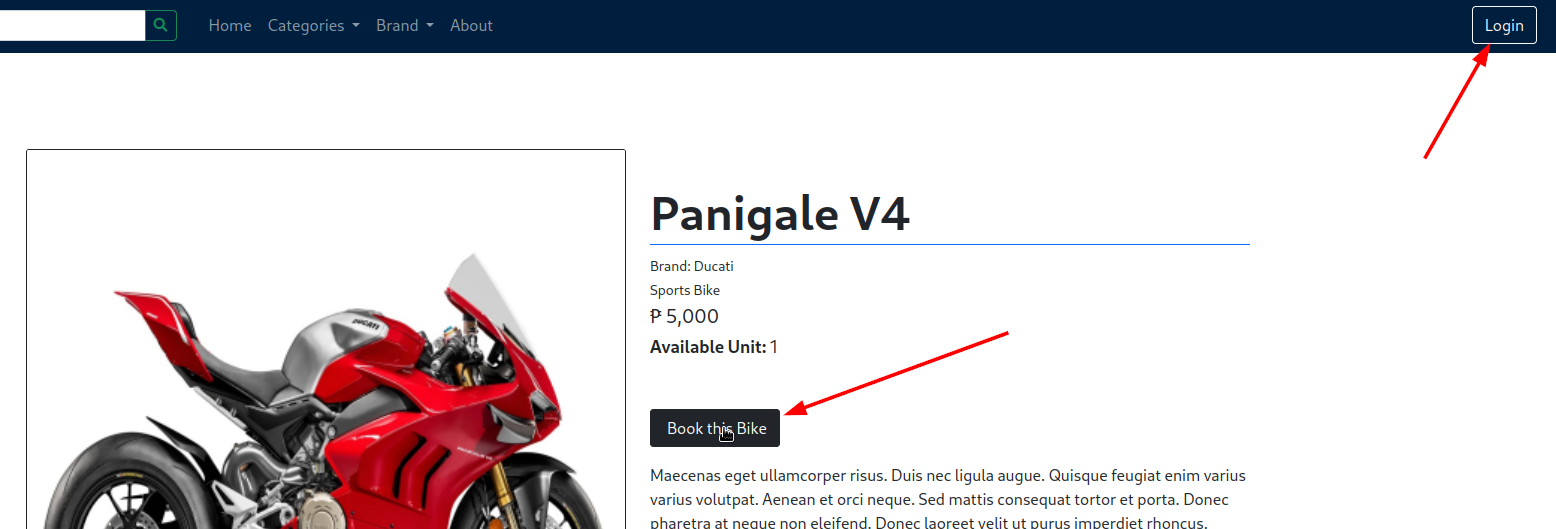 Home Categories Brand About Login
Panigale V4
Brand: Ducati
Sports Bike
₱ 5,000
Available Unit: 1
DUCATI
Book this Bike
Maecenas eget ullamcorper risus. Duis nec ligula augue. Quisque feugiat enim varius
varius volutpat. Aenean et orci neque. Sed mattis consequat tortor et porta. Donec
pharetra at neque non eleifend. Donec laoreet velit ut purus imperdiet rhoncus.